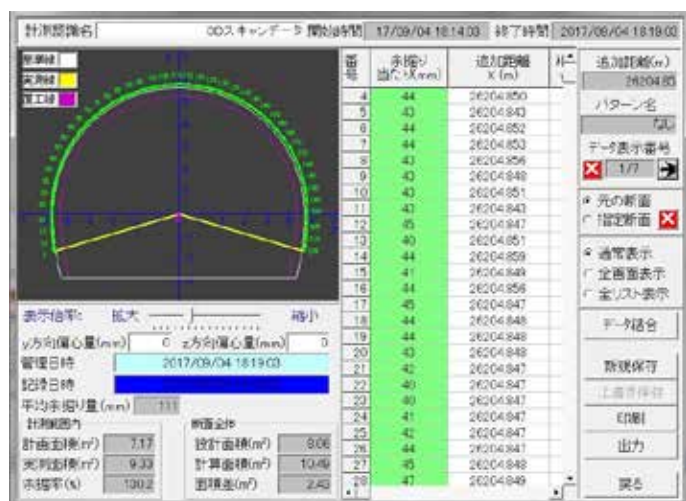 計測認識名
0Dスキャンデータ 開始時間 17/09/04 18:14:03 終了時間 2017/09/04 18:19:03
基準線
実測線
覆工線
表示倍率: 拡大 縮小
y方向偏心量(mm) 0 z方向偏心量(mm) 0
管理日時 2017/09/04 18:19:03
記録日時
平均余掘り量(mm) 111
計測範囲内
計画面積(㎡) 7.17
実測面積(㎡) 9.33
余掘率(%) 130.2
断面全体
設計面積(㎡) 8.06
計算面積(㎡) 10.49
面積差(㎡) 2.43
番号 余掘り当たり(mm) 追加距離X (m)
4 44 26204.850
5 43 26204.843
6 44 26204.852
7 44 26204.853
8 43 26204.856
9 43 26204.848
10 43 26204.851
11 43 26204.843
12 45 26204.847
13 40 26204.851
14 44 26204.859
15 41 26204.849
16 44 26204.856
17 45 26204.847
18 44 26204.848
19 44 26204.848
20 43 26204.848
21 42 26204.847
22 40 26204.847
23 40 26204.847
24 41 26204.847
25 42 26204.847
26 44 26204.847
27 45 26204.848
28 47 26204.849
追加距離(m)
26204.85
パターン名
なし
データ表示番号
1/7
元の断面
指定断面
通常表示
全画面表示
全リスト表示
データ結合
新規保存
上書き保存
印刷
出力
戻る